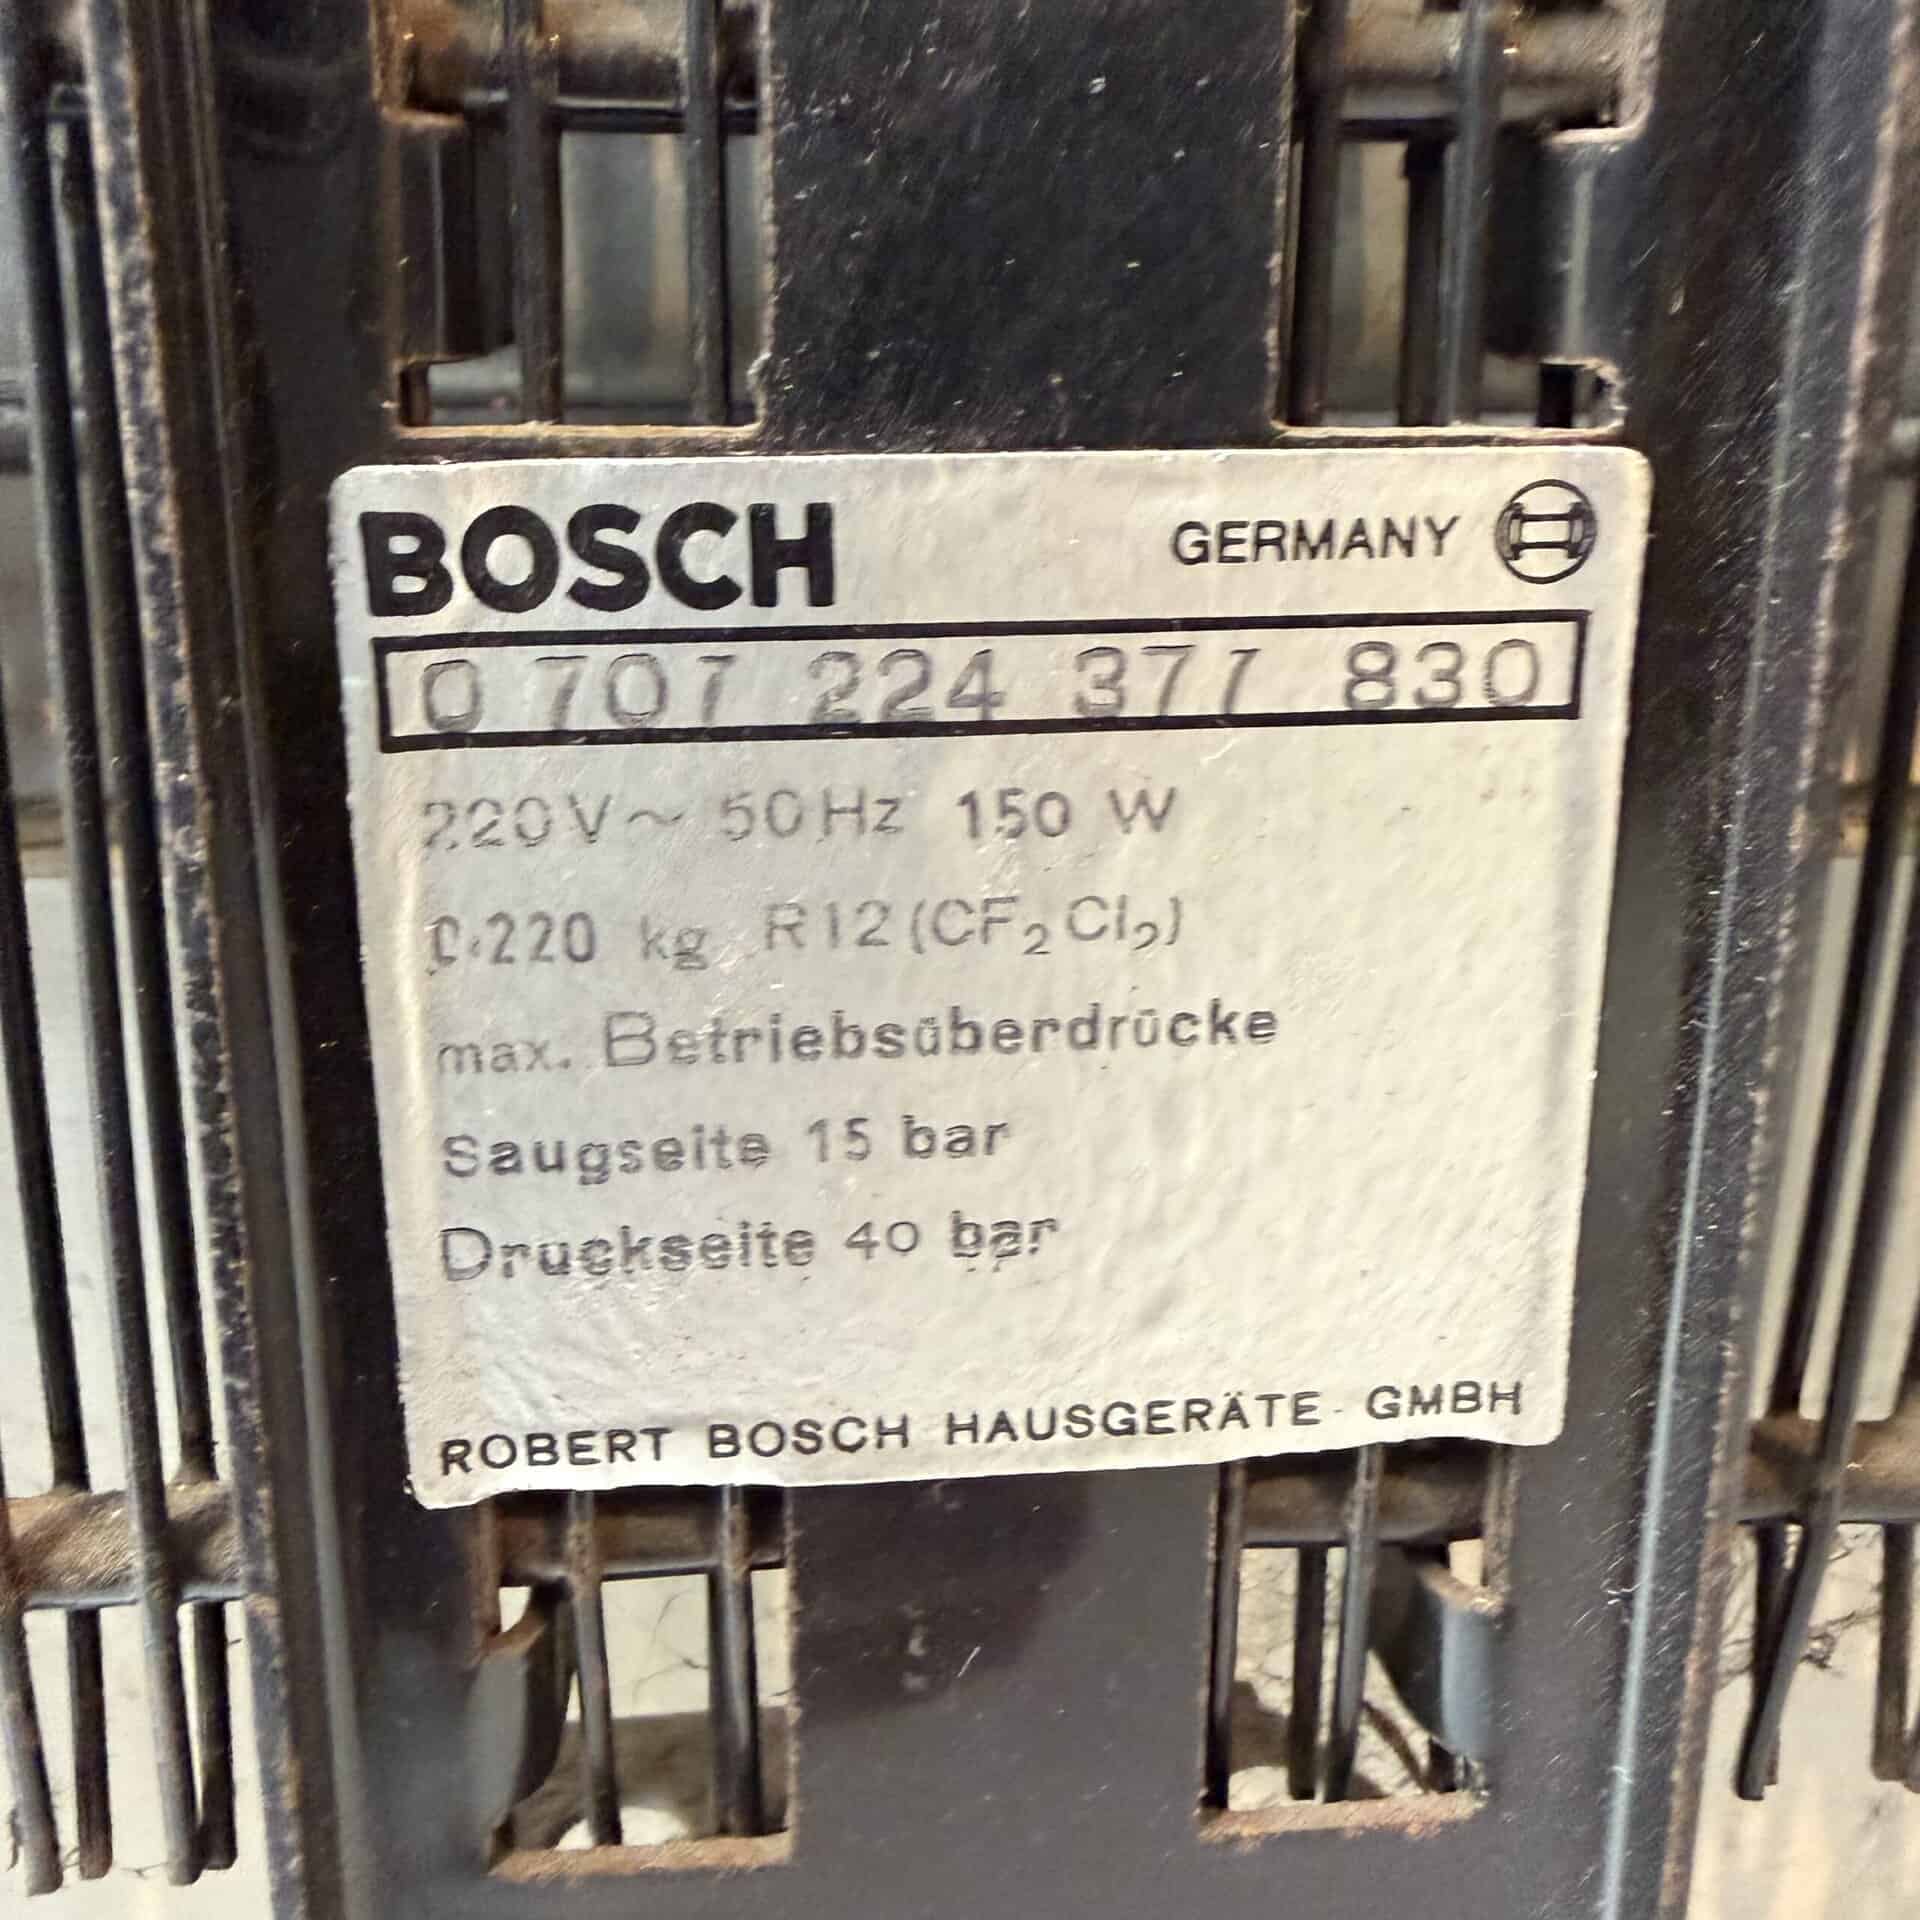 BOSCH GERMANY
0 707 224 377 830
220V~ 50Hz 150 W
0.220 kg R12(CF₂Cl₂)
max. Betriebsüberdrücke
Saugseite 15 bar
Druckseite 40 bar
ROBERT BOSCH HAUSGERÄTE GMBH